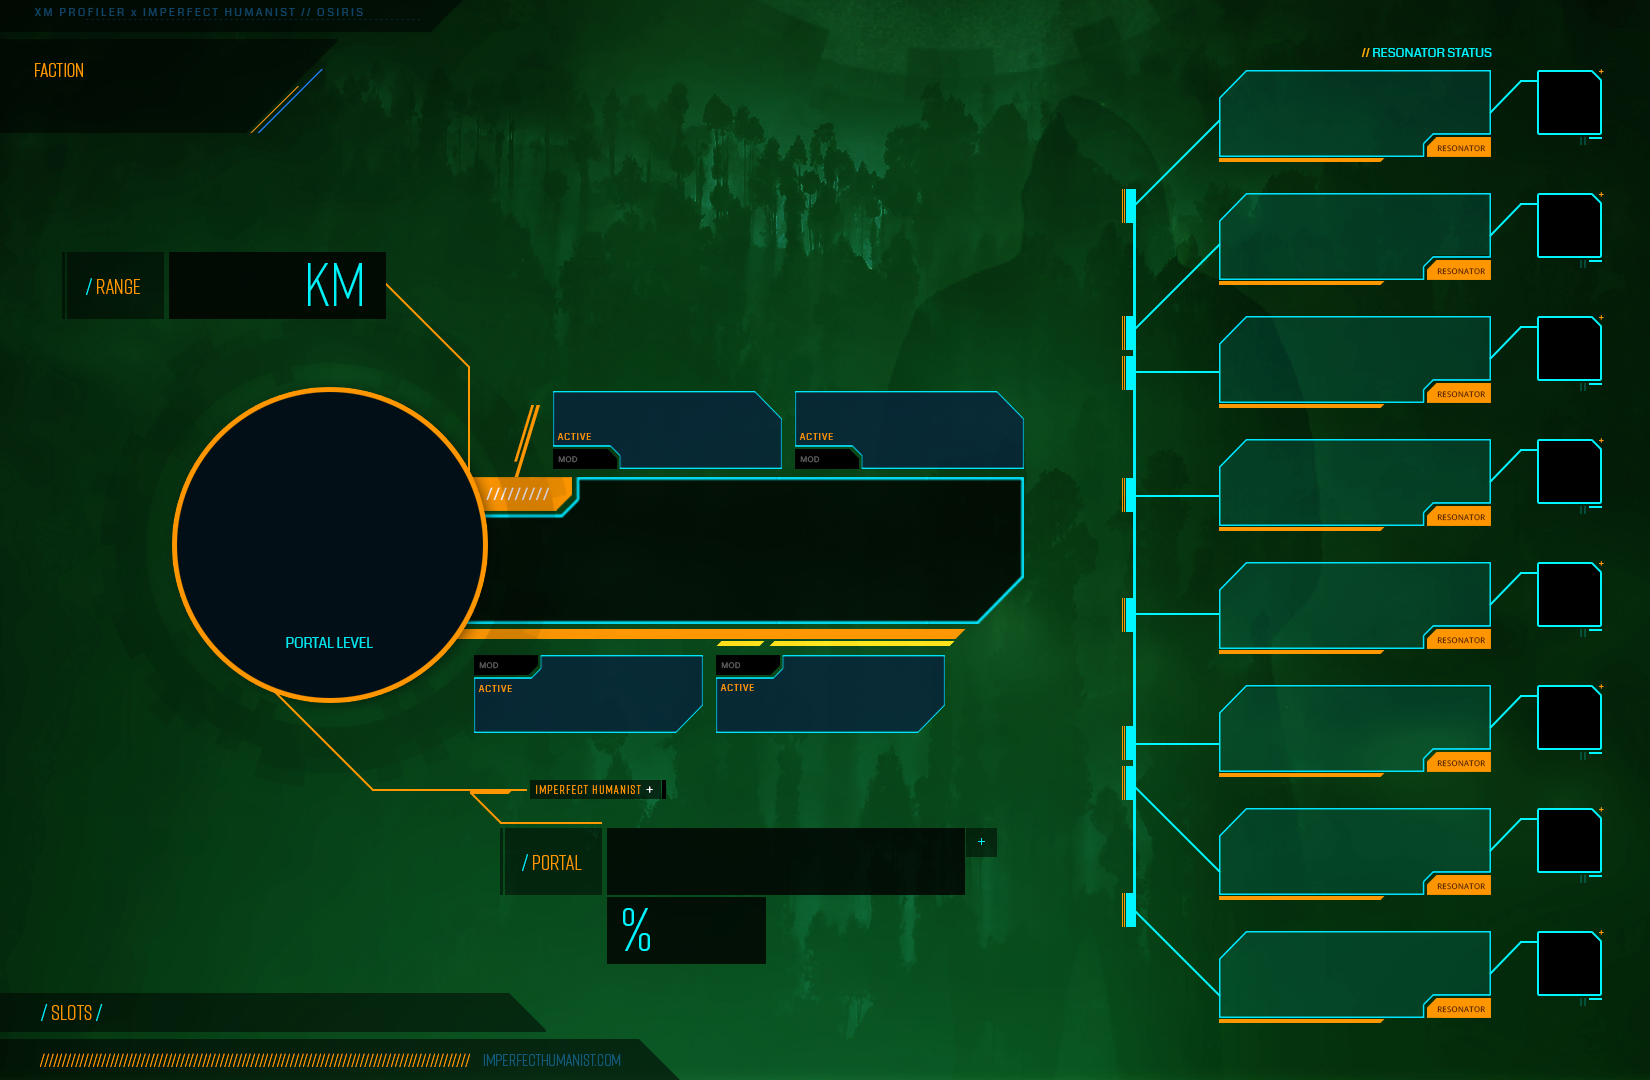 XM PROFILER x IMPERFECT HUMANIST // OSIRIS
FACTION
// RESONATOR STATUS
RESONATOR
RESONATOR
/ RANGE
KM
RESONATOR
ACTIVE
MOD
ACTIVE
MOD
/////////
RESONATOR
PORTAL LEVEL
RESONATOR
MOD
ACTIVE
MOD
ACTIVE
RESONATOR
IMPERFECT HUMANIST +
/ PORTAL
+
RESONATOR
%
/ SLOTS /
RESONATOR
IMPERFECTHUMANIST.COM